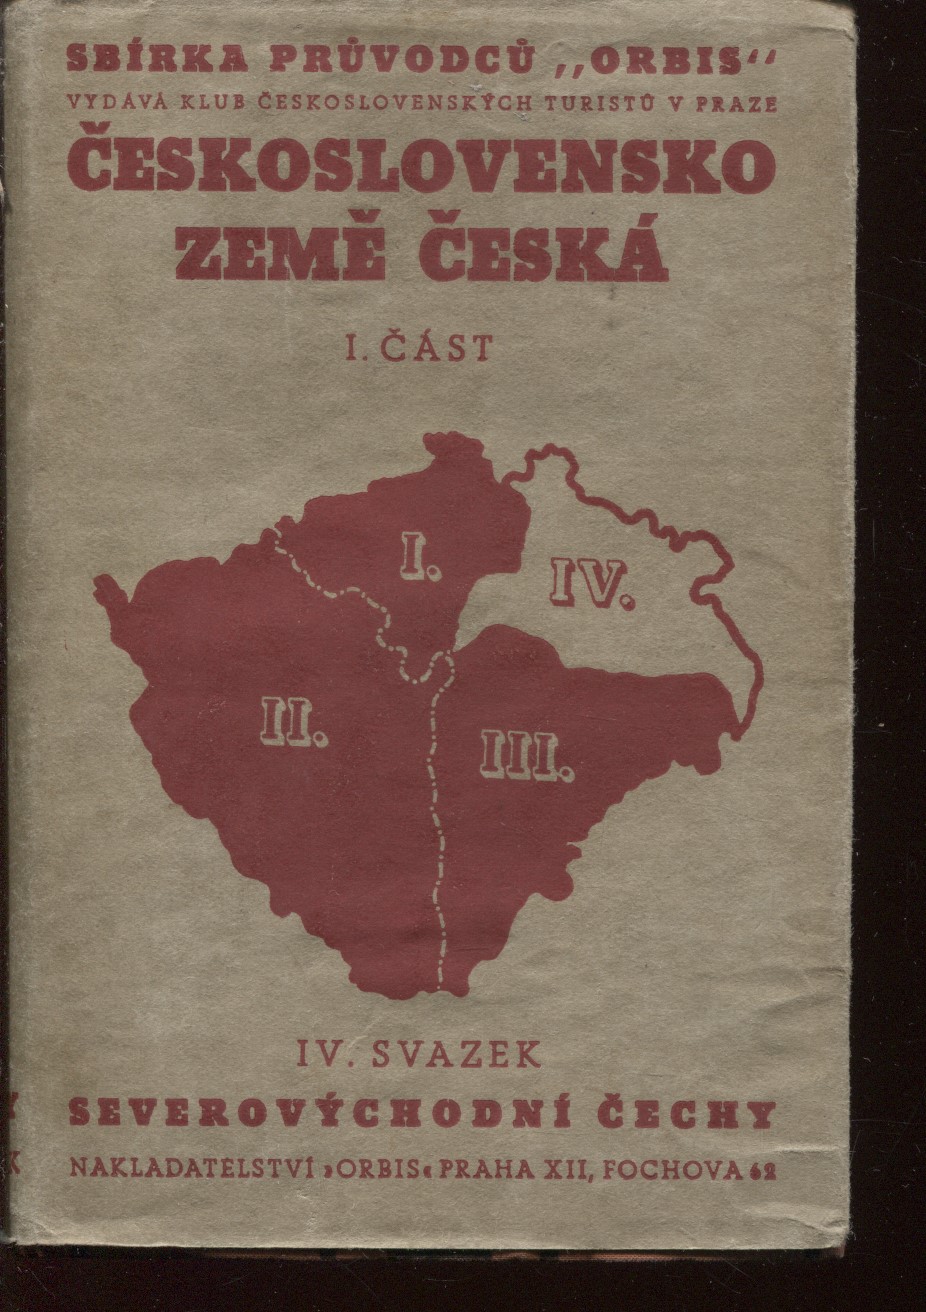 SBÍRKA PRŮVODCŮ ,,ORBIS"
VYDÁVÁ KLUB ČESKOSLOVENSKÝCH TURISTŮ V PRAZE
ČESKOSLOVENSKO
ZEMĚ ČESKÁ
I. ČÁST
I.
IV.
II.
III.
IV. SVAZEK
SEVEROVÝCHODNÍ ČECHY
NAKLADATELSTVÍ ›ORBIS‹ PRAHA XII, FOCHOVA 62